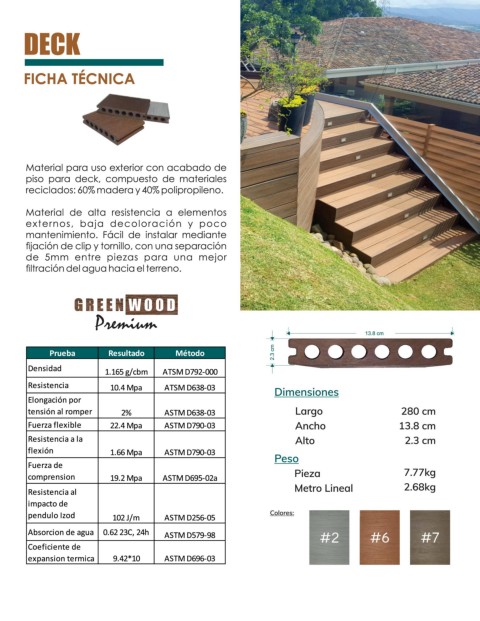 DECK
FICHA TÉCNICA
Material para uso exterior con acabado de
piso para deck, compuesto de materiales
reciclados: 60% madera y 40% polipropileno.
Material de alta resistencia a elementos
externos, baja decoloración y poco
mantenimiento. Fácil de instalar mediante
fijación de clip y tornillo, con una separación
de 5mm entre piezas para una mejor
filtración del agua hacia el terreno.
GREENWOOD
Premium
Prueba Resultado Método
Densidad 1.165 g/cbm ATSM D792-000
Resistencia 10.4 Mpa ASTM D638-03
Elongación por
tensión al romper 2% ASTM D638-03
Fuerza flexible 22.4 Mpa ASTM D790-03
Resistencia a la
flexión 1.66 Mpa ASTM D790-03
Fuerza de
comprension 19.2 Mpa ASTM D695-02a
Resistencia al
impacto de
pendulo Izod 102 J/m ASTM D256-05
Absorcion de agua 0.62 23C, 24h ASTM D579-98
Coeficiente de
expansion termica 9.42*10 ASTM D696-03
13.8 cm
2.3 cm
Dimensiones
Largo 280 cm
Ancho 13.8 cm
Alto 2.3 cm
Peso
Pieza 7.77kg
Metro Lineal 2.68kg
Colores:
#2 #6 #7